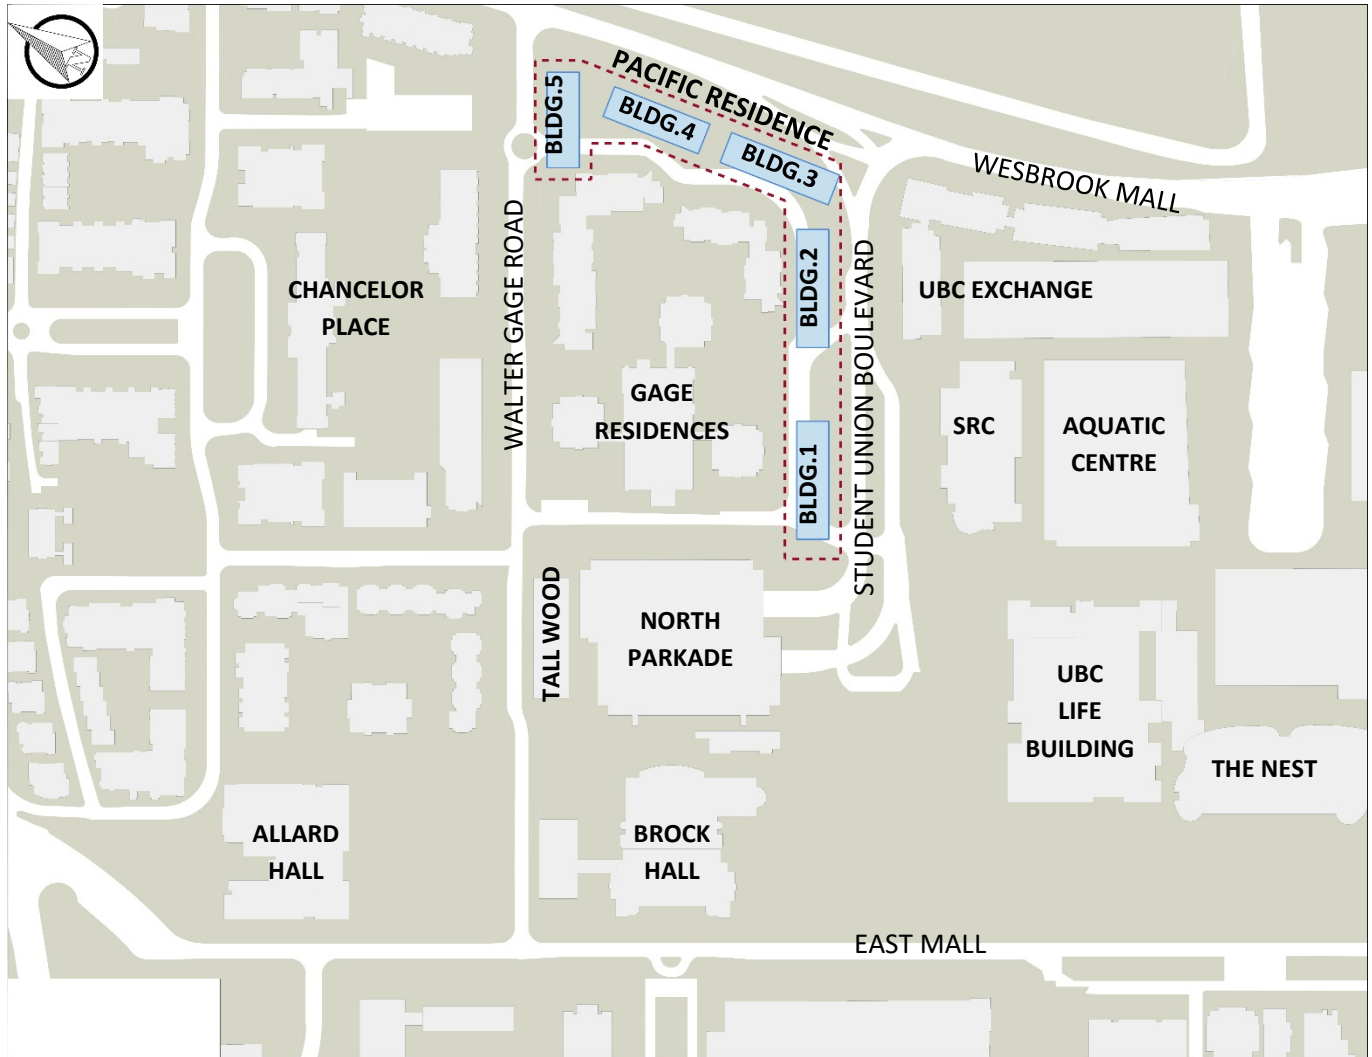 PACIFIC RESIDENCE
BLDG.5
BLDG.4
BLDG.3
WESBROOK MALL
WALTER GAGE ROAD
CHANCELOR
PLACE
BLDG.2
STUDENT UNION BOULEVARD
UBC EXCHANGE
GAGE
RESIDENCES
BLDG.1
SRC
AQUATIC
CENTRE
TALL WOOD
NORTH
PARKADE
UBC
LIFE
BUILDING
THE NEST
ALLARD
HALL
BROCK
HALL
EAST MALL